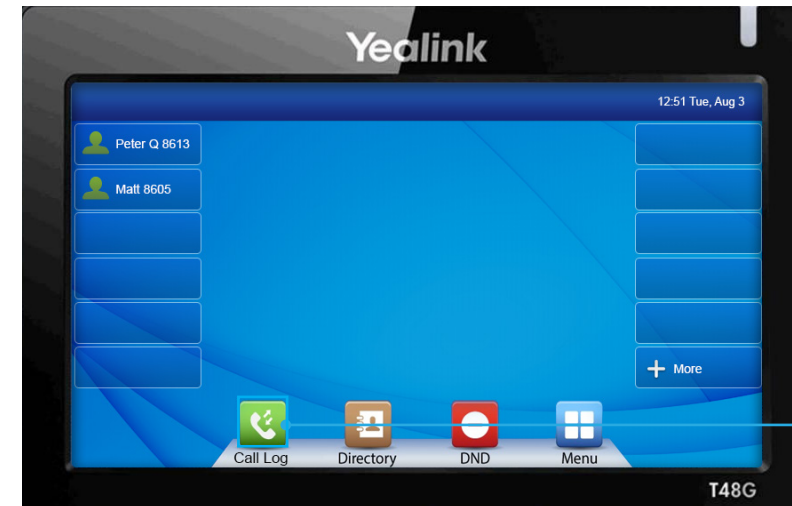 Yealink
12:51 Tue, Aug 3
Peter Q 8613
Matt 8605
More
Call Log
Directory
DND
Menu
T48G